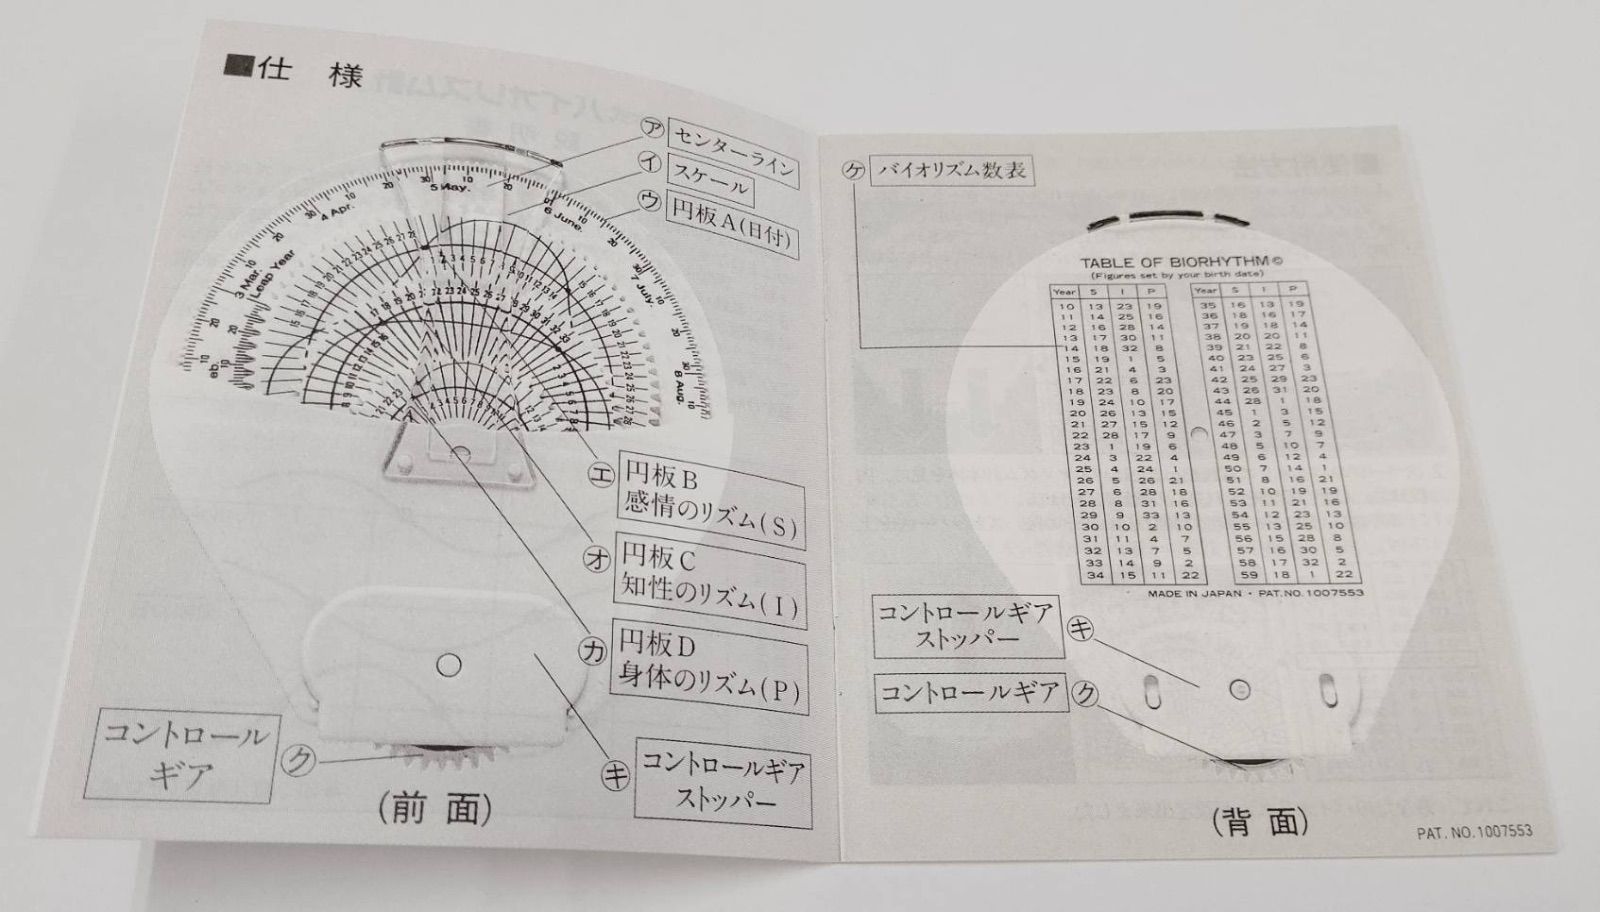 ■仕 様
㋐ センターライン
㋑ スケール
㋒ 円板A(日付)
㋓ 円板B
感情のリズム(S)
㋔ 円板C
知性のリズム(I)
㋕ 円板D
身体のリズム(P)
コントロール
ギア
㋗
㋖ コントロールギア
ストッパー
(前 面)
3 Mar.
Leap Year
4 Apr.
5 May.
6 June.
7 July.
8 Aug.
㋘ バイオリズム数表
TABLE OF BIORHYTHM©
(Figures set by your birth date)
Year S I P
10 13 23 19
11 14 25 16
12 16 28 14
13 17 30 11
14 18 32 8
15 19 1 5
16 21 4 3
17 22 6 23
18 23 8 20
19 24 10 17
20 26 13 15
21 27 15 12
22 28 17 9
23 1 19 6
24 3 22 4
25 4 24 1
26 5 26 21
27 6 28 18
28 8 31 16
29 9 33 13
30 10 2 10
31 11 4 7
32 13 7 5
33 14 9 2
34 15 11 22
Year S I P
35 16 13 19
36 18 16 17
37 19 18 14
38 20 20 11
39 21 22 8
40 23 25 6
41 24 27 3
42 25 29 23
43 26 31 20
44 28 1 18
45 1 3 15
46 2 5 12
47 3 7 9
48 5 10 7
49 6 12 4
50 7 14 1
51 8 16 21
52 10 19 19
53 11 21 16
54 12 23 13
55 13 25 10
56 15 28 8
57 16 30 5
58 17 32 2
59 18 1 22
MADE IN JAPAN・PAT.NO.1007553
コントロールギア
ストッパー
㋖
コントロールギア ㋗
(背 面)
PAT. NO.1007553